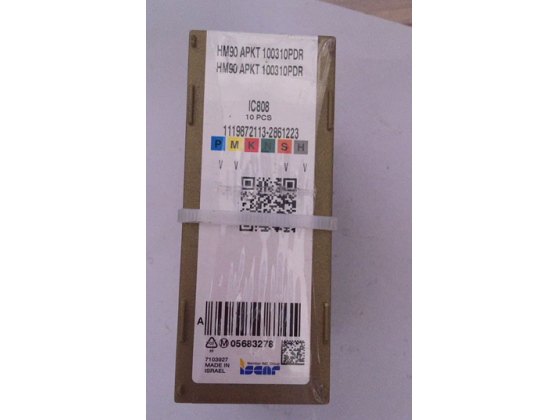 HM90 APKT 100310PDR
HM90 APKT 100310PDR
IC808
10 PCS
1119872113-2861223
P M K N S H
V V V V
A
M 05683278
7103927
MADE IN
ISRAEL
iscar